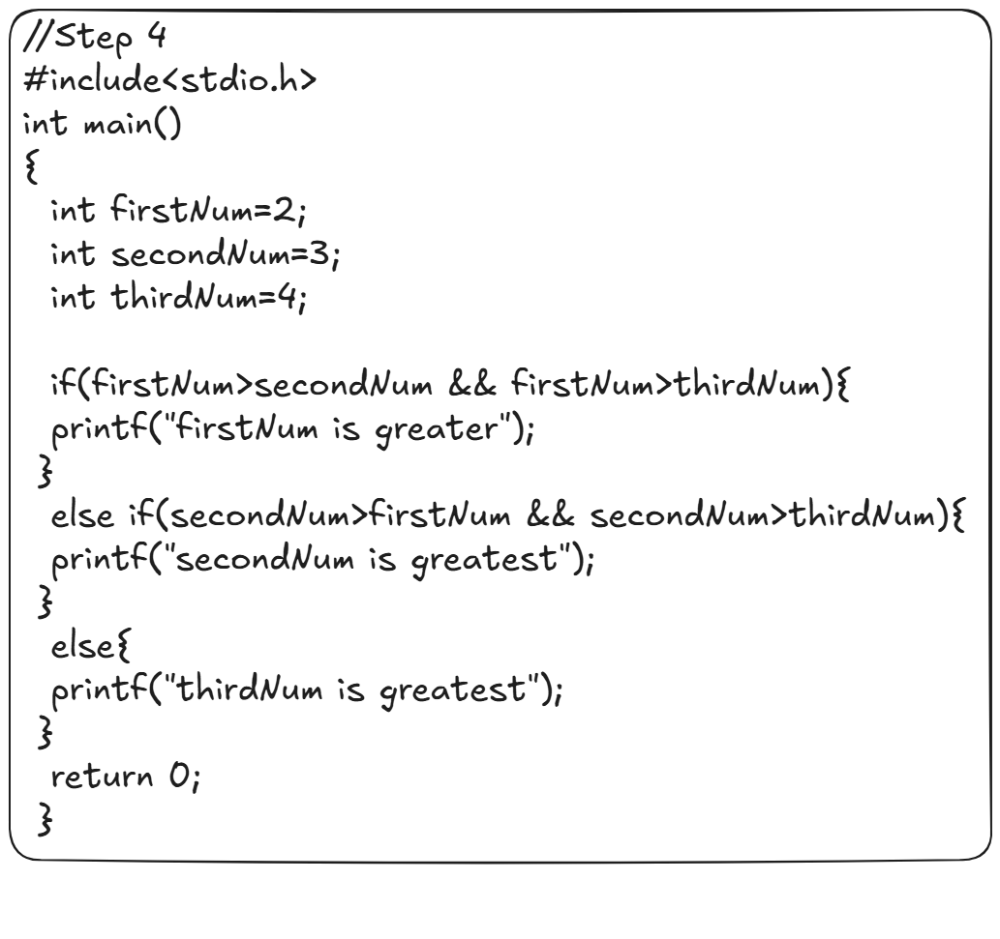 //Step 4
#include<stdio.h>
int main()
{
int firstNum=2;
int secondNum=3;
int thirdNum=4;
if(firstNum>secondNum && firstNum>thirdNum){
printf("firstNum is greater");
}
else if(secondNum>firstNum && secondNum>thirdNum){
printf("secondNum is greatest");
}
else{
printf("thirdNum is greatest");
}
return 0;
}